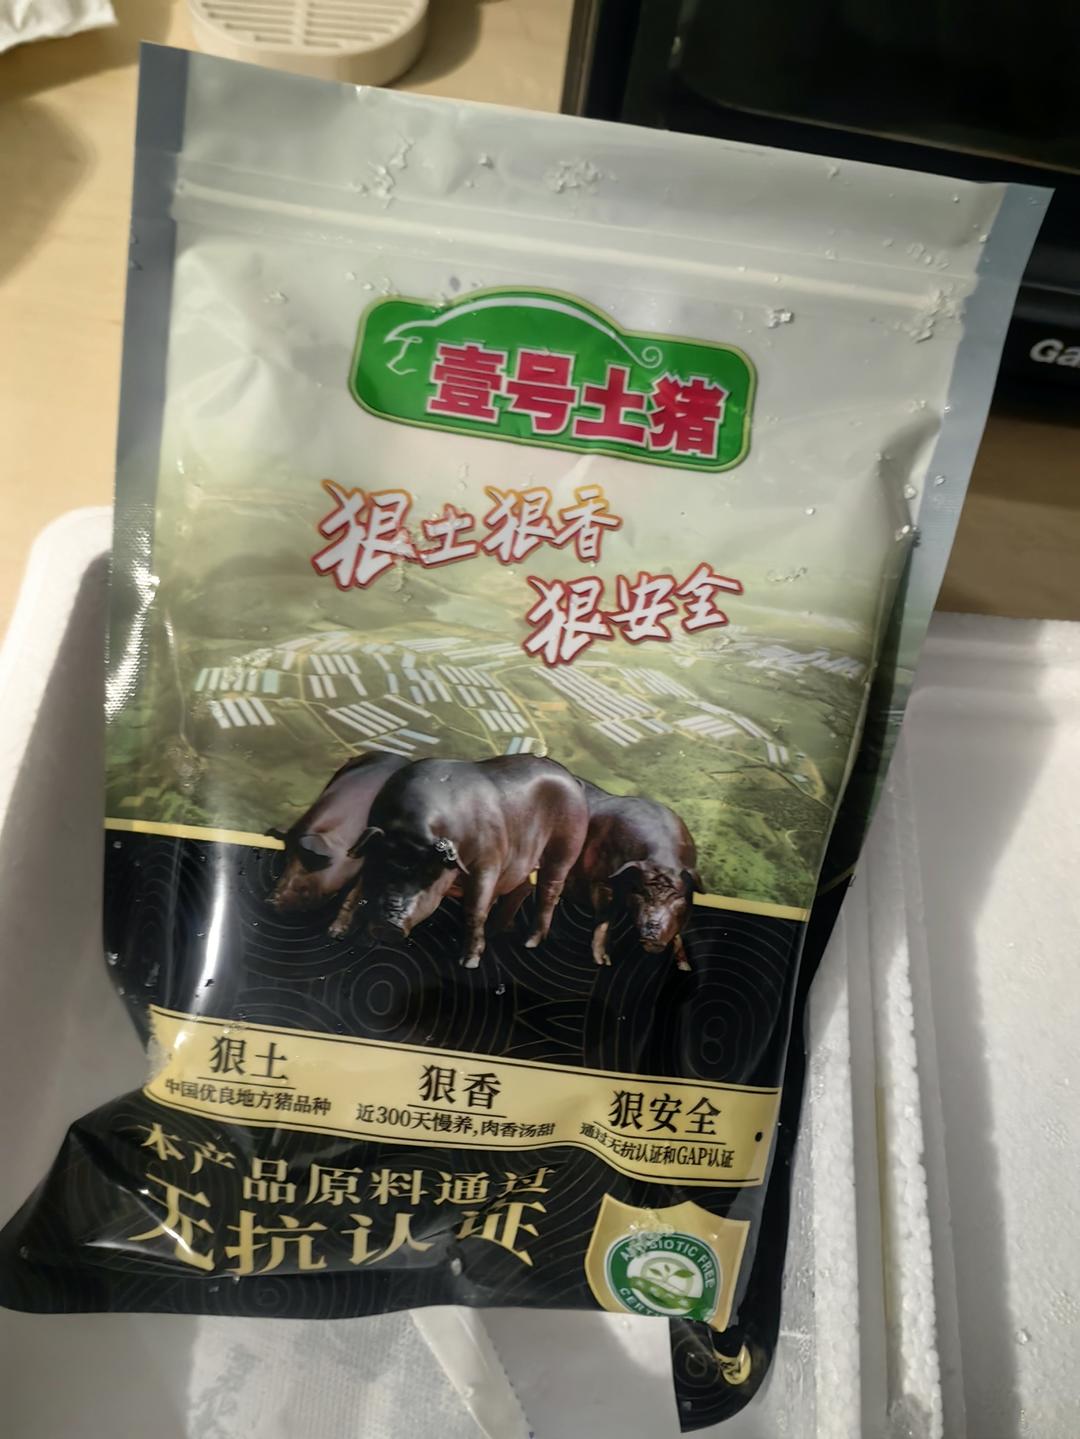 壹号土猪
狠土狠香
狠安全
狠土
中国优良地方猪品种
狠香
近300天慢养,肉香汤甜
狠安全
通过无抗认证和GAP认证
本产品原料通过
无抗认证
ANTIBIOTIC FREE
Ga